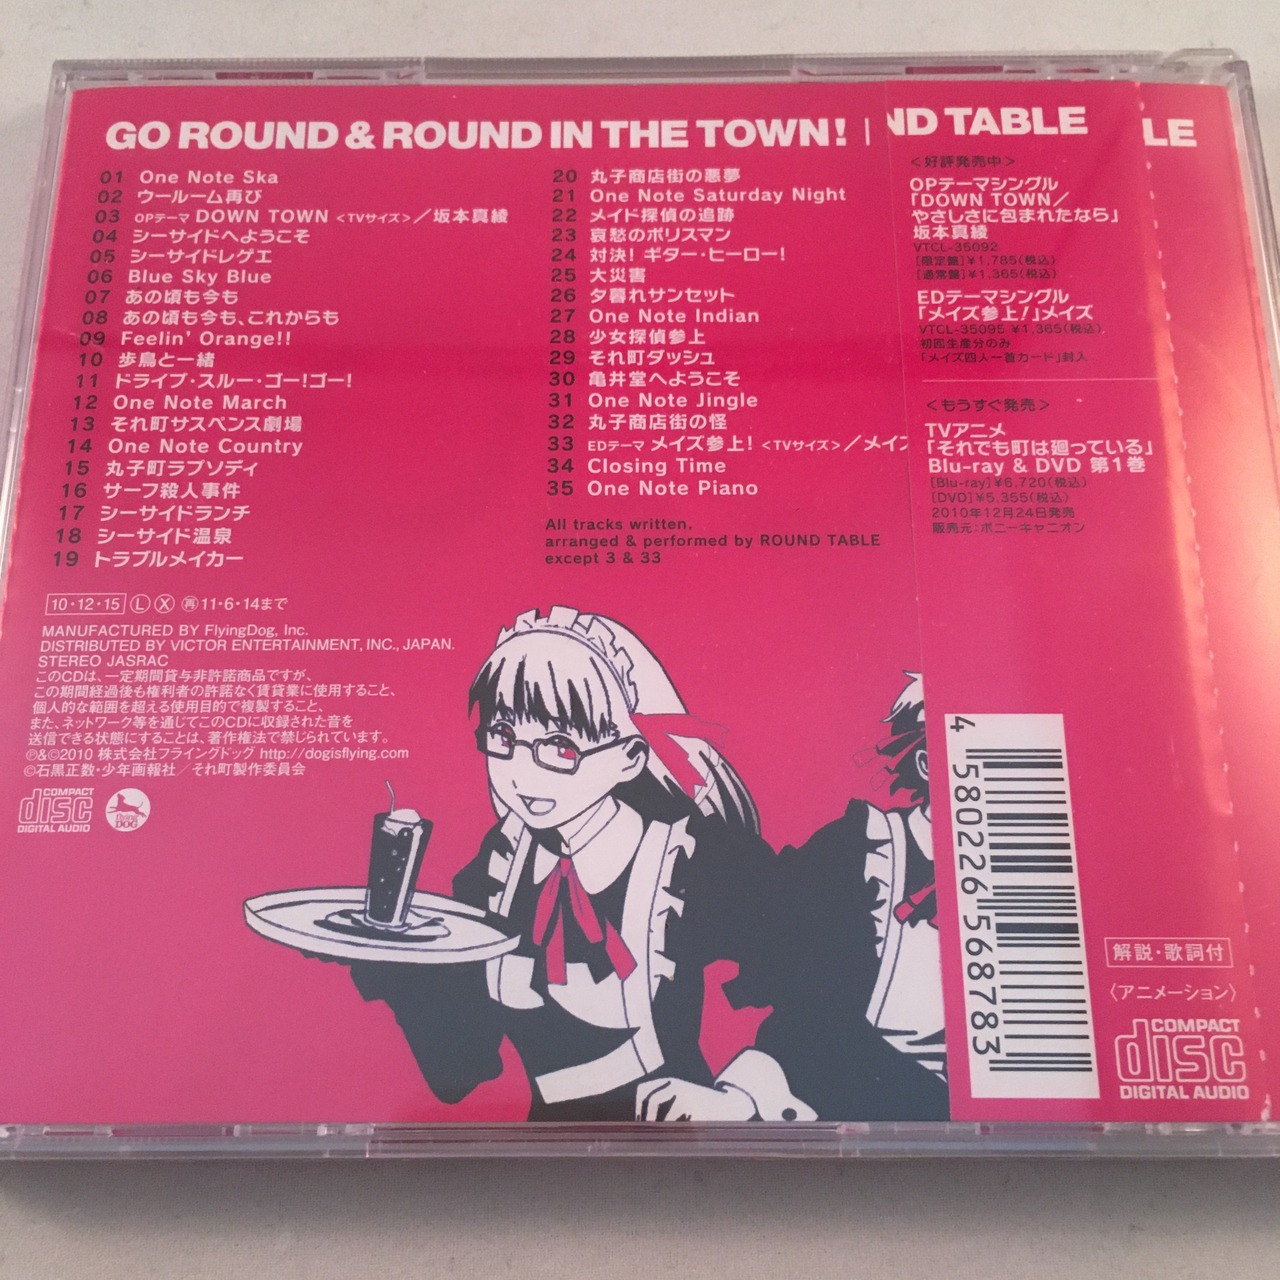 GO ROUND & ROUND IN THE TOWN! | ND TABLE LE
01 One Note Ska
02 ウールーム再び
03 OPテーマ DOWN TOWN <TVサイズ>／坂本真綾
04 シーサイドへようこそ
05 シーサイドレゲエ
06 Blue Sky Blue
07 あの頃も今も
08 あの頃も今も、これからも
09 Feelin' Orange!!
10 歩鳥と一緒
11 ドライブ・スルー・ゴー!ゴー!
12 One Note March
13 それ町サスペンス劇場
14 One Note Country
15 丸子町ラプソディ
16 サーフ殺人事件
17 シーサイドランチ
18 シーサイド温泉
19 トラブルメイカー
20 丸子商店街の悪夢
21 One Note Saturday Night
22 メイド探偵の追跡
23 哀愁のポリスマン
24 対決! ギター・ヒーロー!
25 大災害
26 夕暮れサンセット
27 One Note Indian
28 少女探偵参上
29 それ町ダッシュ
30 亀井堂へようこそ
31 One Note Jingle
32 丸子商店街の怪
33 EDテーマ メイズ参上! <TVサイズ>／メイズ
34 Closing Time
35 One Note Piano
All tracks written,
arranged & performed by ROUND TABLE
except 3 & 33
10・12・15 Ⓛ Ⓧ ㊢11・6・14まで
MANUFACTURED BY FlyingDog, Inc.
DISTRIBUTED BY VICTOR ENTERTAINMENT, INC., JAPAN.
STEREO JASRAC
このCDは、一定期間貸与非許諾商品ですが、
この期間経過後も権利者の許諾なく賃貸業に使用すること、
個人的な範囲を超える使用目的で複製すること、
また、ネットワーク等を通じてこのCDに収録された音を
送信できる状態にすることは、著作権法で禁じられています。
℗&©2010 株式会社フライングドッグ http://dogisflying.com
©石黒正数・少年画報社／それ町製作委員会
COMPACT
disc
DIGITAL AUDIO
flying DOG
<好評発売中>
OPテーマシングル
「DOWN TOWN／
やさしさに包まれたなら」
坂本真綾
VTCL-35092
[限定盤]¥1,785(税込)
[通常盤]¥1,365(税込)
EDテーマシングル
「メイズ参上!」メイズ
VTCL-35095 ¥1,365(税込)
初回生産分のみ
「メイズ四人一首カード」封入
<もうすぐ発売>
TVアニメ
「それでも町は廻っている」
Blu-ray & DVD 第1巻
[Blu-ray]¥6,720(税込)
[DVD]¥5,355(税込)
2010年12月24日発売
販売元：ポニーキャニオン
4 580226 568783
解説・歌詞付
〈アニメーション〉
COMPACT
disc
DIGITAL AUDIO